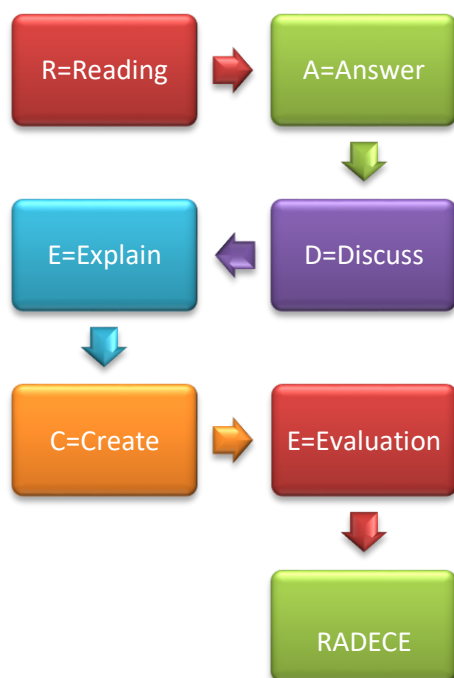 R=Reading
A=Answer
D=Discuss
E=Explain
C=Create
E=Evaluation
RADECE